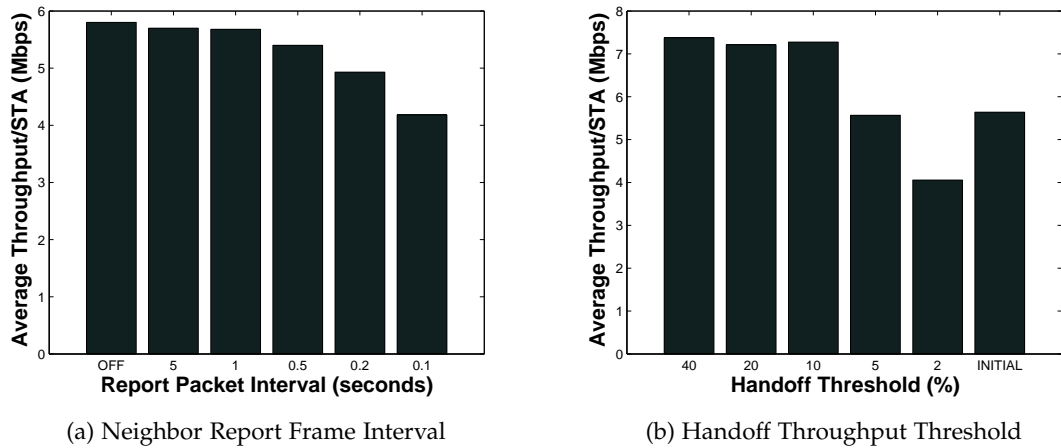 6
5
4
3
2
1
0
Average Throughput/STA (Mbps)
OFF 5 1 0.5 0.2 0.1
Report Packet Interval (seconds)
(a) Neighbor Report Frame Interval
8
7
6
5
4
3
2
1
0
Average Throughput/STA (Mbps)
40 20 10 5 2 INITIAL
Handoff Threshold (%)
(b) Handoff Throughput Threshold